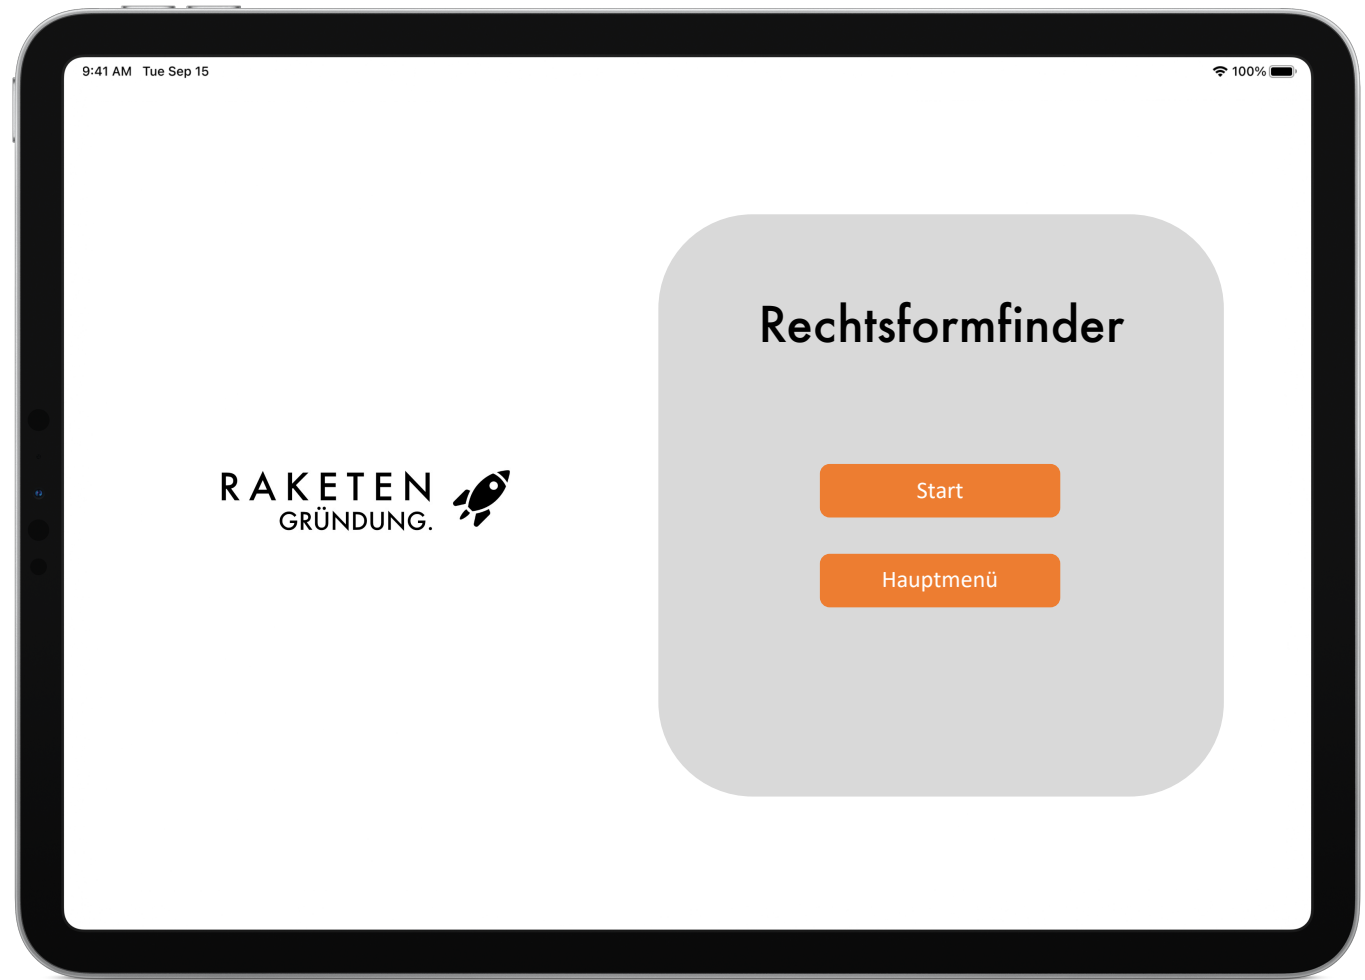 9:41 AM Tue Sep 15
100%
RAKETEN
GRÜNDUNG.
Rechtsformfinder
Start
Hauptmenü